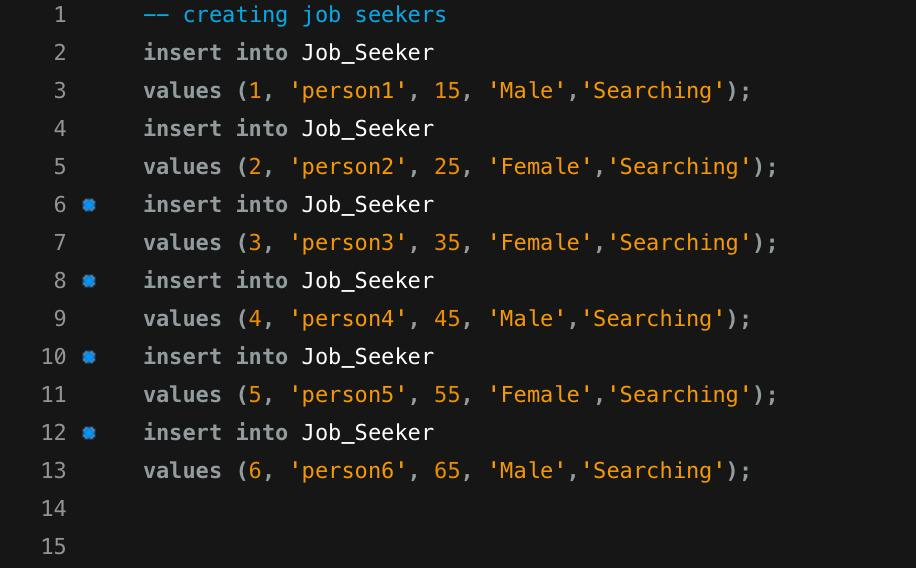 1 -- creating job seekers
2 insert into Job_Seeker
3 values (1, 'person1', 15, 'Male','Searching');
4 insert into Job_Seeker
5 values (2, 'person2', 25, 'Female','Searching');
6 insert into Job_Seeker
7 values (3, 'person3', 35, 'Female','Searching');
8 insert into Job_Seeker
9 values (4, 'person4', 45, 'Male','Searching');
10 insert into Job_Seeker
11 values (5, 'person5', 55, 'Female','Searching');
12 insert into Job_Seeker
13 values (6, 'person6', 65, 'Male','Searching');
14
15